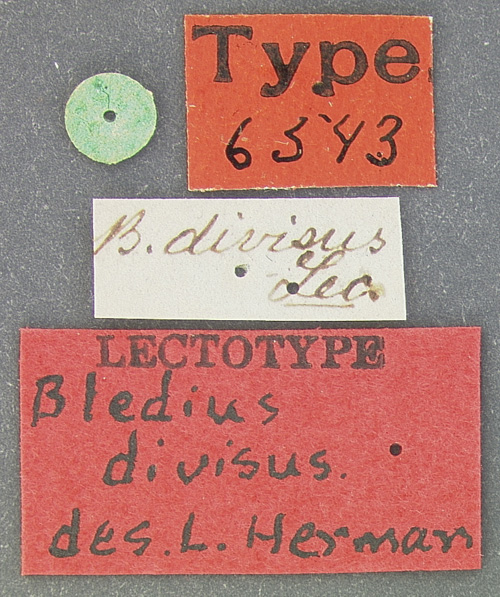 Type
6543
B. divisus
Lec.
LECTOTYPE
Bledius
divisus.
des. L. Herman